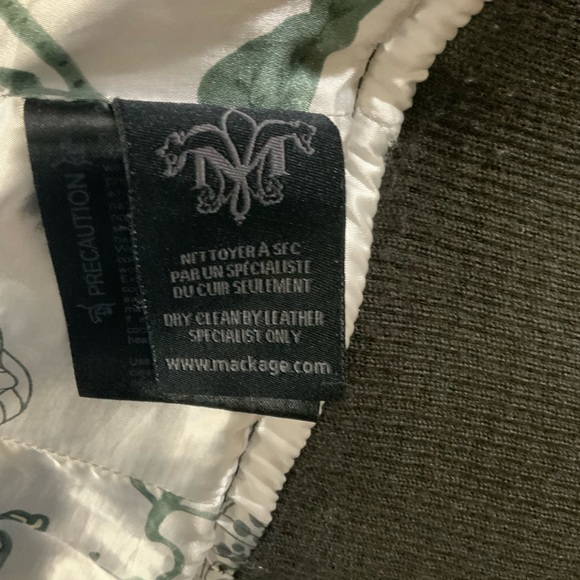 NETTOYER À SEC
PAR UN SPÉCIALISTE
DU CUIR SEULEMENT
DRY CLEAN BY LEATHER
SPECIALIST ONLY
www.mackage.com
PRECAUTION